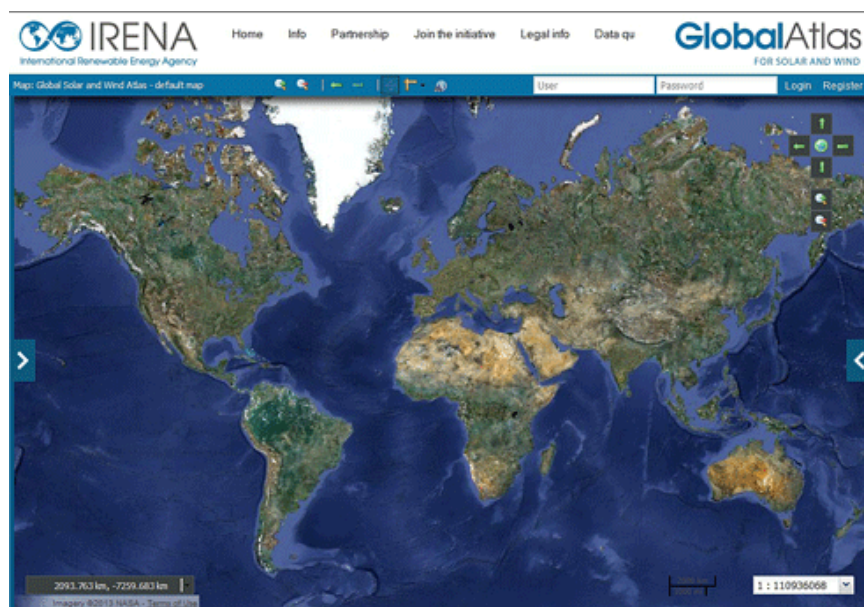 IRENA
International Renewable Energy Agency
Home Info Partnership Join the initiative Legal info Data qu
GlobalAtlas
FOR SOLAR AND WIND
Map: Global Solar and Wind Atlas - default map
User Password Login Register
2093.763 km, -7259.683 km
1 : 110936068
Imagery ©2013 NASA - Terms of Use